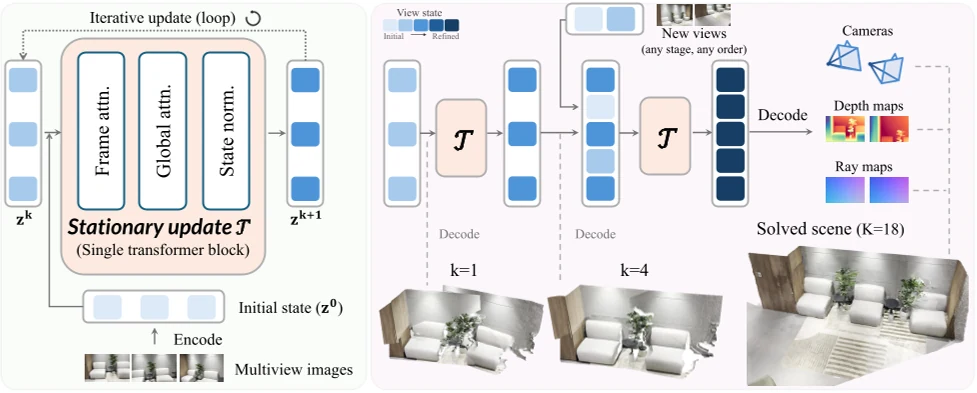 Iterative update (loop)
z^k
Frame attn.
Global attn.
State norm.
z^{k+1}
Stationary update 𝒯
(Single transformer block)
Initial state (z^0)
Encode
Multiview images
View state
Initial
Refined
New views
(any stage, any order)
𝒯
𝒯
Decode
Cameras
Depth maps
Ray maps
Decode
Decode
k=1
k=4
Solved scene (K=18)